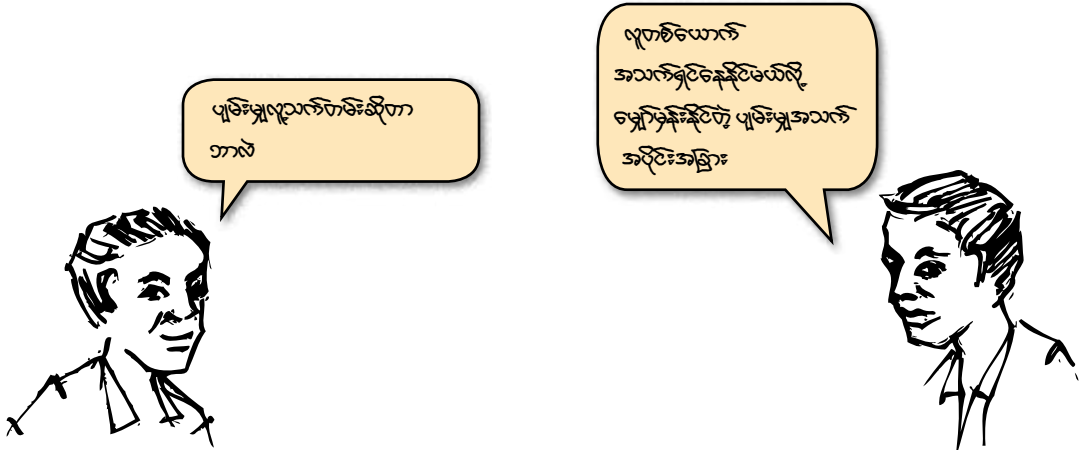 ပျမ်းမျှလူ့သက်တမ်းဆိုတာ
ဘာလဲ
လူတစ်ယောက်
အသက်ရှင်နေနိုင်မယ်လို့
မျှော်မှန်းနိုင်တဲ့ ပျမ်းမျှအသက်
အပိုင်းအခြား